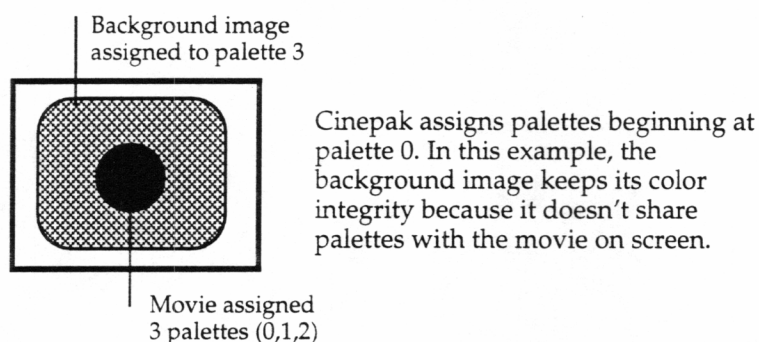 Background image
assigned to palette 3
Cinepak assigns palettes beginning at
palette 0. In this example, the
background image keeps its color
integrity because it doesn't share
palettes with the movie on screen.
Movie assigned
3 palettes (0,1,2)